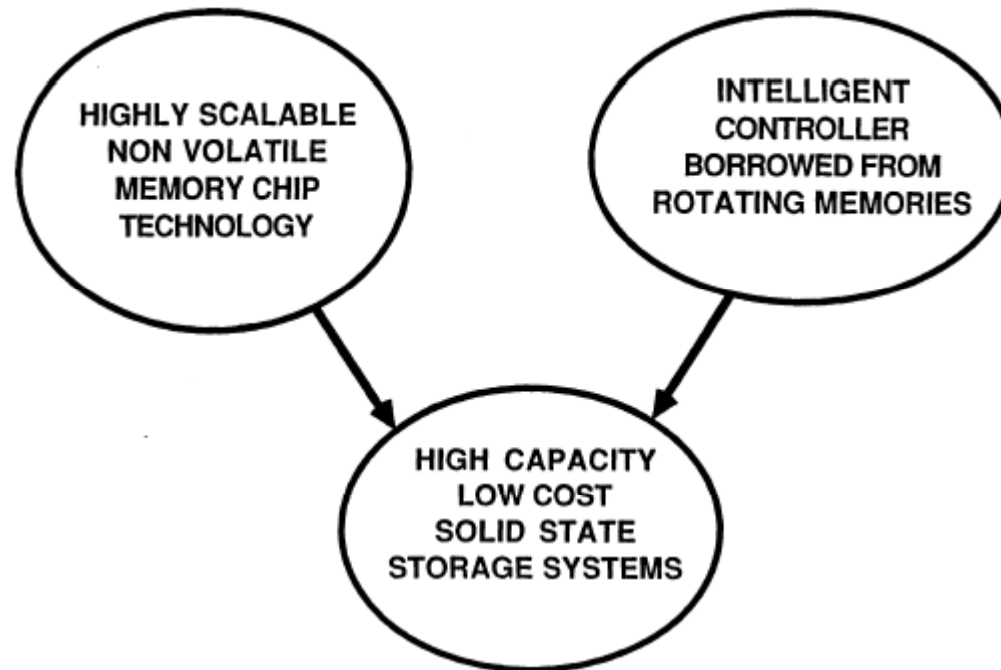 HIGHLY SCALABLE
NON VOLATILE
MEMORY CHIP
TECHNOLOGY
INTELLIGENT
CONTROLLER
BORROWED FROM
ROTATING MEMORIES
HIGH CAPACITY
LOW COST
SOLID STATE
STORAGE SYSTEMS